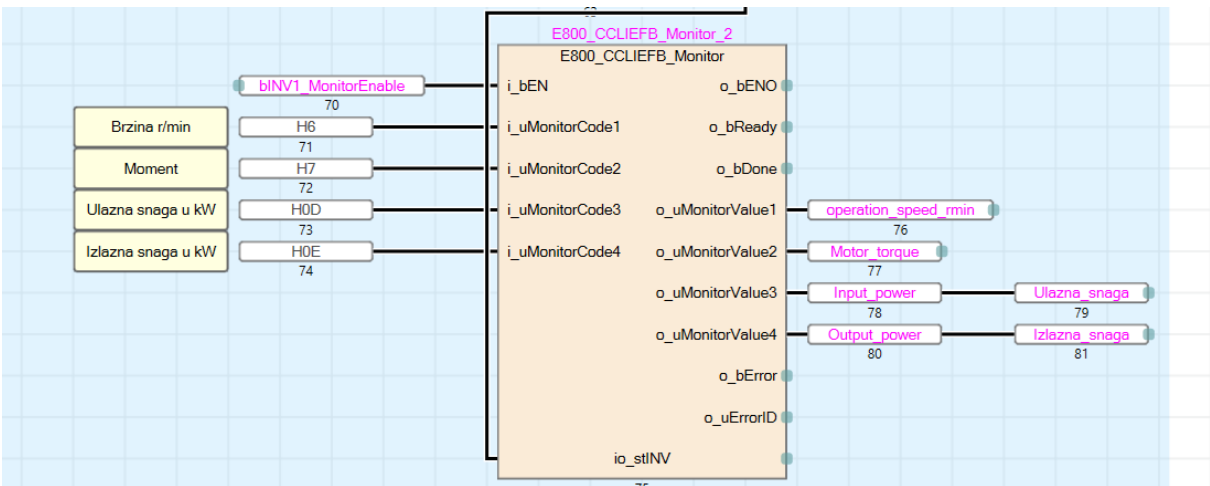 63
E800_CCLIEFB_Monitor_2
E800_CCLIEFB_Monitor
bINV1_MonitorEnable i_bEN o_bENO
70
Brzina r/min H6 i_uMonitorCode1 o_bReady
71
Moment H7 i_uMonitorCode2 o_bDone
72
Ulazna snaga u kW H0D i_uMonitorCode3 o_uMonitorValue1 operation_speed_rmin
73 76
Izlazna snaga u kW H0E i_uMonitorCode4 o_uMonitorValue2 Motor_torque
74 77
o_uMonitorValue3 Input_power Ulazna_snaga
78 79
o_uMonitorValue4 Output_power Izlazna_snaga
80 81
o_bError
o_uErrorID
io_stINV
75